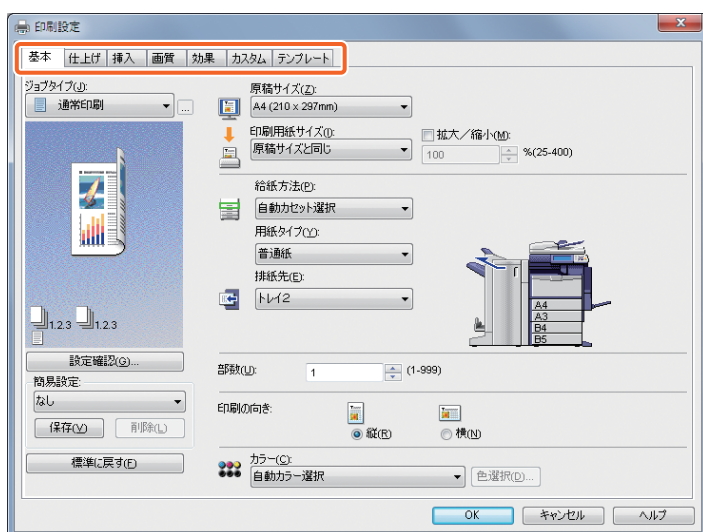 印刷設定
基本 仕上げ 挿入 画質 効果 カスタム テンプレート
ジョブタイプ(J):
通常印刷
...
1.2.3 1.2.3
設定確認(G)...
簡易設定:
なし
保存(V) 削除(L)
標準に戻す(F)
原稿サイズ(Z):
A4 (210 x 297mm)
印刷用紙サイズ(I):
原稿サイズと同じ
拡大/縮小(M):
100 %(25-400)
給紙方法(P):
自動カセット選択
用紙タイプ(Y):
普通紙
排紙先(E):
トレイ2
A4
A3
B4
B5
部数(U): 1 (1-999)
印刷の向き:
縦(R) 横(N)
カラー(C):
自動カラー選択 色選択(D)...
OK キャンセル ヘルプ